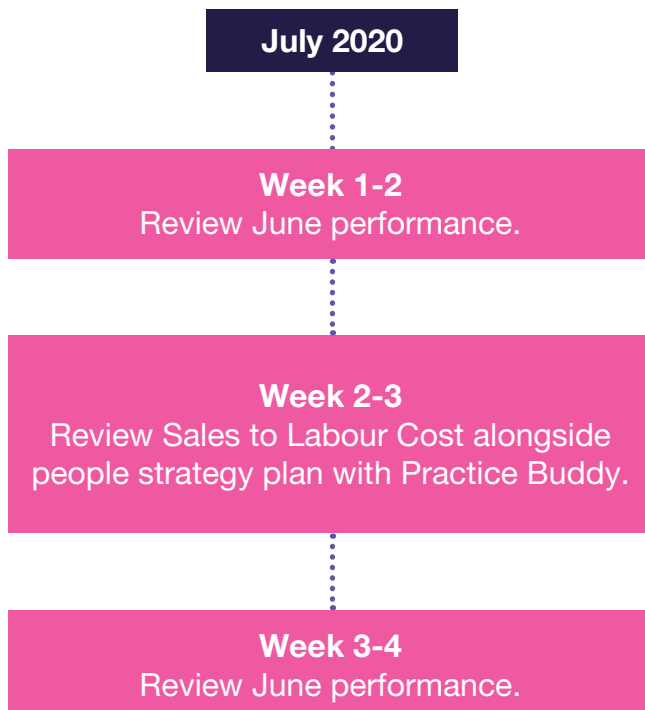 July 2020
Week 1-2
Review June performance.
Week 2-3
Review Sales to Labour Cost alongside
people strategy plan with Practice Buddy.
Week 3-4
Review June performance.